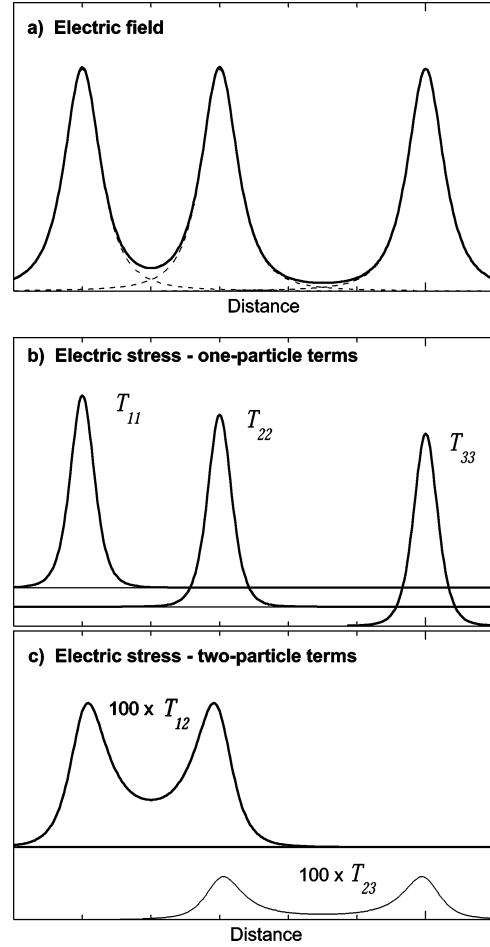 a) Electric field
Distance
b) Electric stress - one-particle terms
T11
T22
T33
c) Electric stress - two-particle terms
100 x T12
100 x T23
Distance